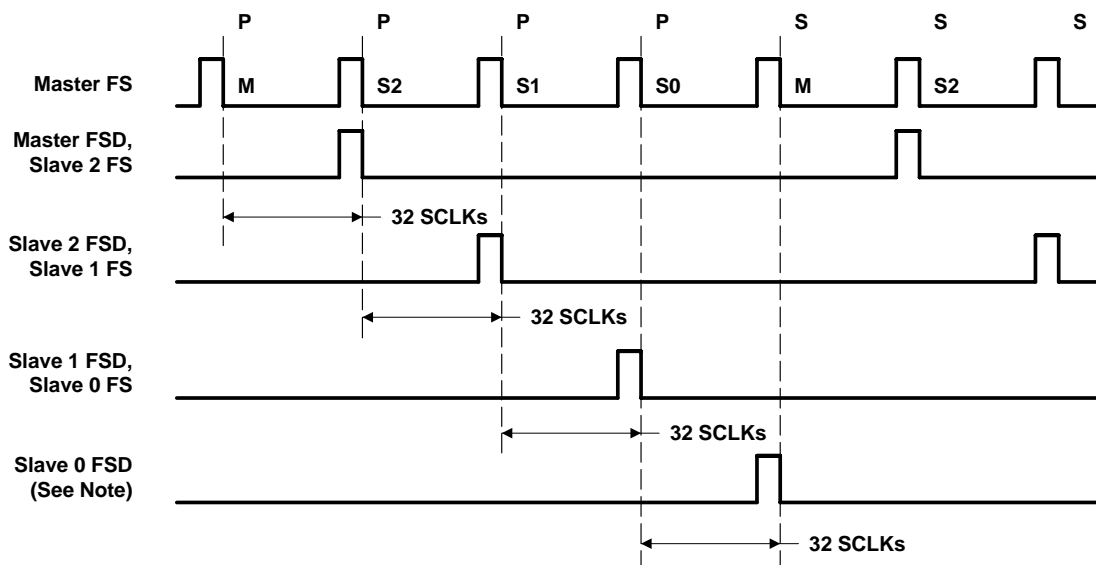 P P P P S S S
Master FS
M S2 S1 S0 M S2
Master FSD,
Slave 2 FS
32 SCLKs
Slave 2 FSD,
Slave 1 FS
32 SCLKs
Slave 1 FSD,
Slave 0 FS
32 SCLKs
Slave 0 FSD
(See Note)
32 SCLKs